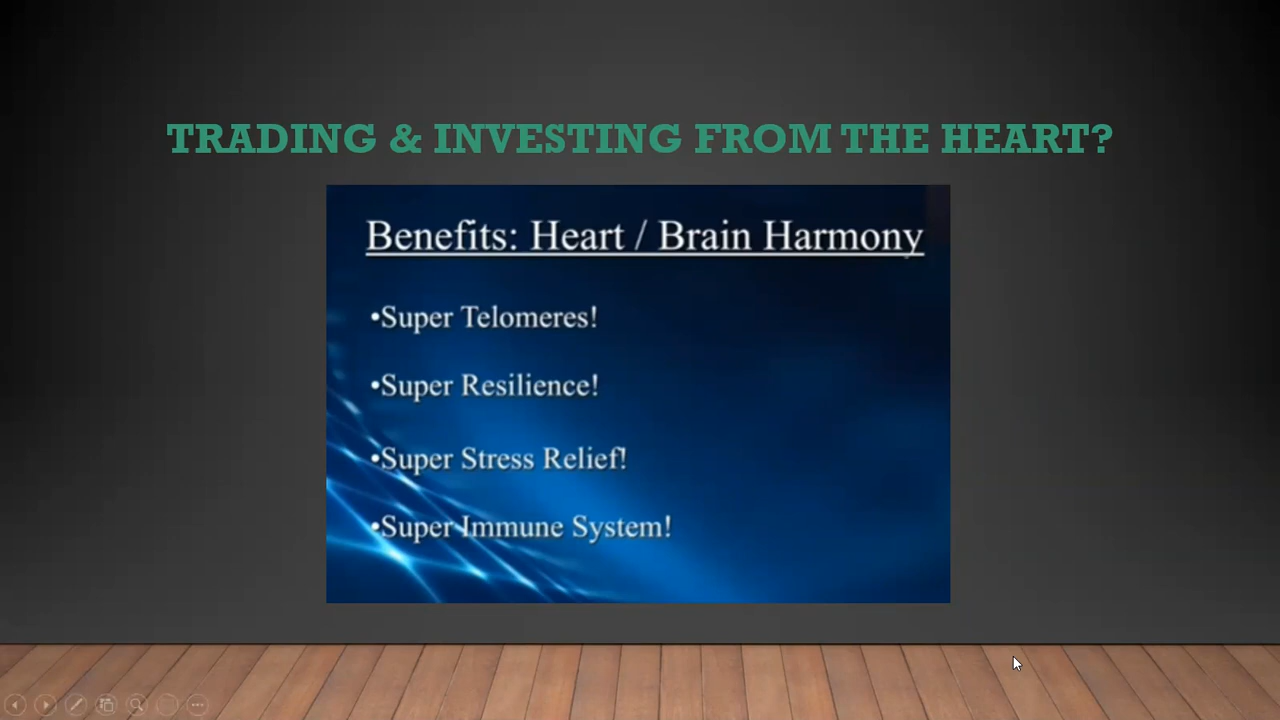 TRADING & INVESTING FROM THE HEART?
Benefits: Heart / Brain Harmony
•Super Telomeres!
•Super Resilience!
•Super Stress Relief!
•Super Immune System!